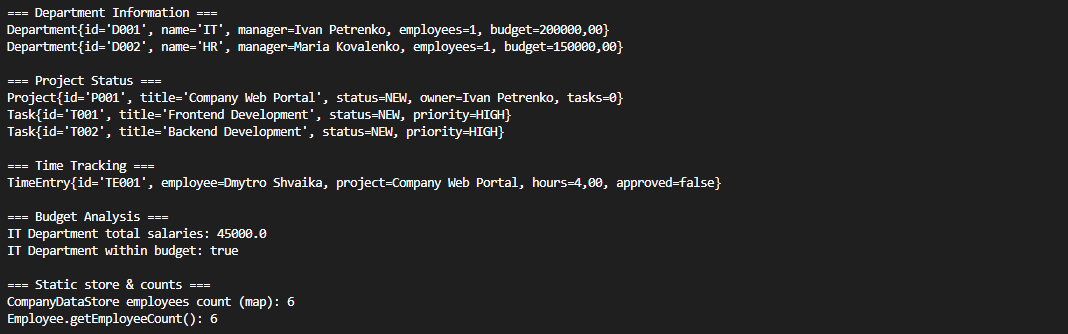 === Department Information ===
Department{id='D001', name='IT', manager=Ivan Petrenko, employees=1, budget=200000,00}
Department{id='D002', name='HR', manager=Maria Kovalenko, employees=1, budget=150000,00}
=== Project Status ===
Project{id='P001', title='Company Web Portal', status=NEW, owner=Ivan Petrenko, tasks=0}
Task{id='T001', title='Frontend Development', status=NEW, priority=HIGH}
Task{id='T002', title='Backend Development', status=NEW, priority=HIGH}
=== Time Tracking ===
TimeEntry{id='TE001', employee=Dmytro Shvaika, project=Company Web Portal, hours=4,00, approved=false}
=== Budget Analysis ===
IT Department total salaries: 45000.0
IT Department within budget: true
=== Static store & counts ===
CompanyDataStore employees count (map): 6
Employee.getEmployeeCount(): 6